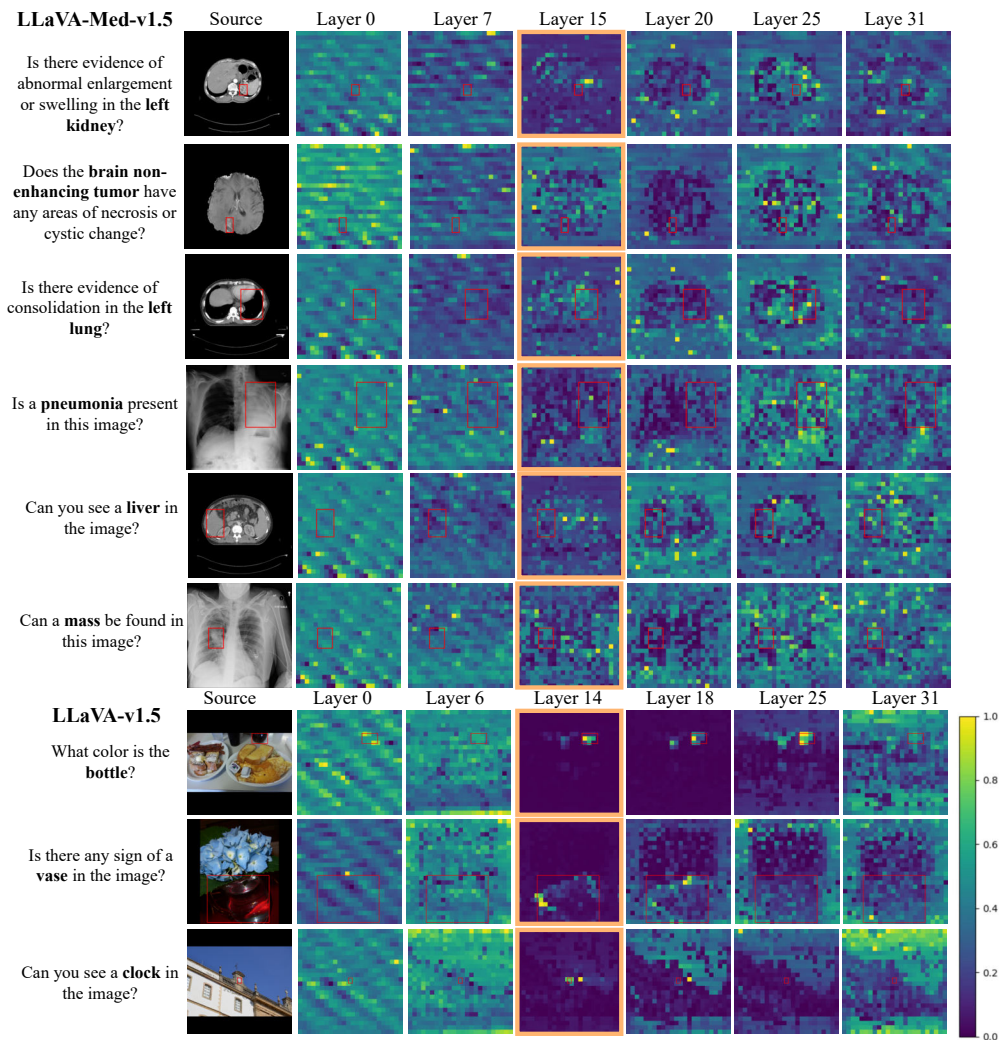 LLaVA-Med-v1.5
Source
Layer 0
Layer 7
Layer 15
Layer 20
Layer 25
Laye 31
Is there evidence of
abnormal enlargement
or swelling in the left
kidney?
Does the brain non-
enhancing tumor have
any areas of necrosis or
cystic change?
Is there evidence of
consolidation in the left
lung?
Is a pneumonia present
in this image?
Can you see a liver in
the image?
Can a mass be found in
this image?
LLaVA-v1.5
Source
Layer 0
Layer 6
Layer 14
Layer 18
Layer 25
Layer 31
What color is the
bottle?
Is there any sign of a
vase in the image?
Can you see a clock in
the image?
1.0
0.8
0.6
0.4
0.2
0.0